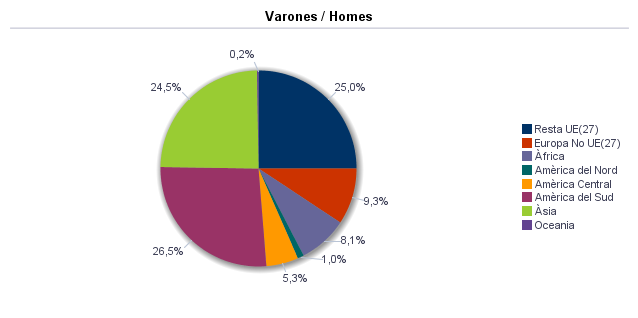 Varones / Homes
0,2%
24,5%
25,0%
9,3%
8,1%
1,0%
5,3%
26,5%
Resta UE(27)
Europa No UE(27)
Àfrica
Amèrica del Nord
Amèrica Central
Amèrica del Sud
Àsia
Oceania